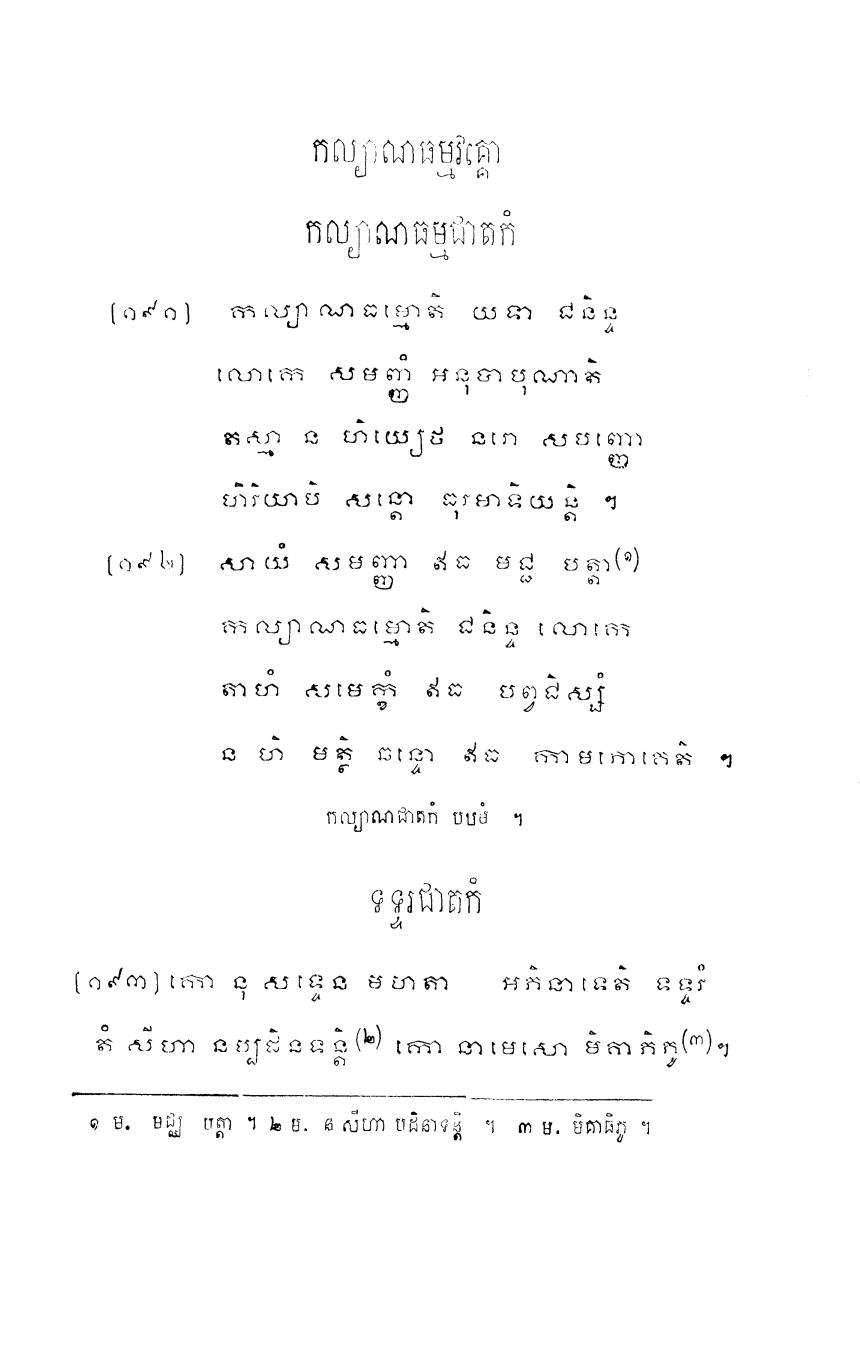 កល្យាណធម្មវគ្គោ
កល្យាណធម្មជាតកំ
[១៩១] កល្យាណធម្មោតិ យទា ជនិន្ទ
លោកេ សមញ្ញំ អនុបាបុណាតិ
តស្មា ន ហិយ្យេថ នរោ សបញ្ញោ
ហិរិយាបិ សន្តោ ធុរមាទិយន្តិ ។
[១៩២] សាយំ សមញ្ញា ឥធ មជ្ជ បត្តា(១)
កល្យាណធម្មោតិ ជនិន្ទ លោកេ
តាហំ សមេក្ខំ ឥធ បព្វជិស្សំ
ន ហិ មត្ថិ ឆន្ទោ ឥធ កាមភោគេតិ ។
កល្យាណជាតកំ បឋមំ ។
ទទ្ទរជាតកំ
[១៩៣] កោ នុ សទ្ទេន មហតា អភិនាទេតិ ទទ្ទរំ
តំ សីហា នប្បដិនទន្តិ(២) កោ នាមេសោ មិគាភិភូ(៣)។
១ ម. មជ្ឈ បត្តា ។ ២ ម. ន សីហា បដិនាទន្តិ ។ ៣ ម. មិគាធិភូ ។